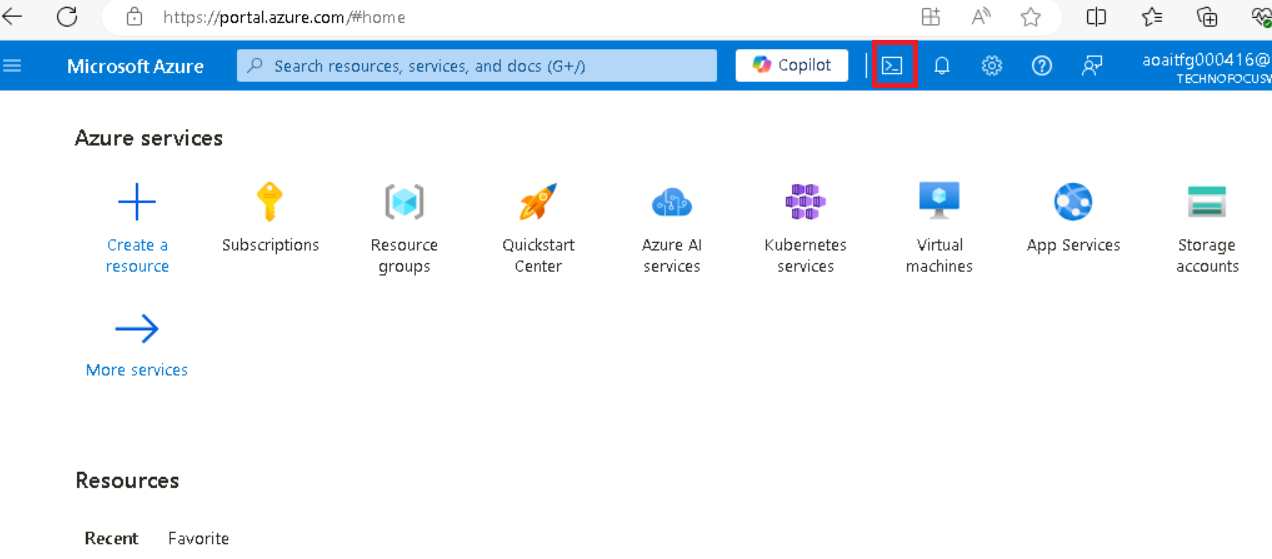 https://portal.azure.com/#home
Microsoft Azure
Search resources, services, and docs (G+/)
Copilot
aoaitfg000416@
TECHNOFOCUSV
Azure services
Create a
resource
Subscriptions
Resource
groups
Quickstart
Center
Azure AI
services
Kubernetes
services
Virtual
machines
App Services
Storage
accounts
More services
Resources
Recent
Favorite